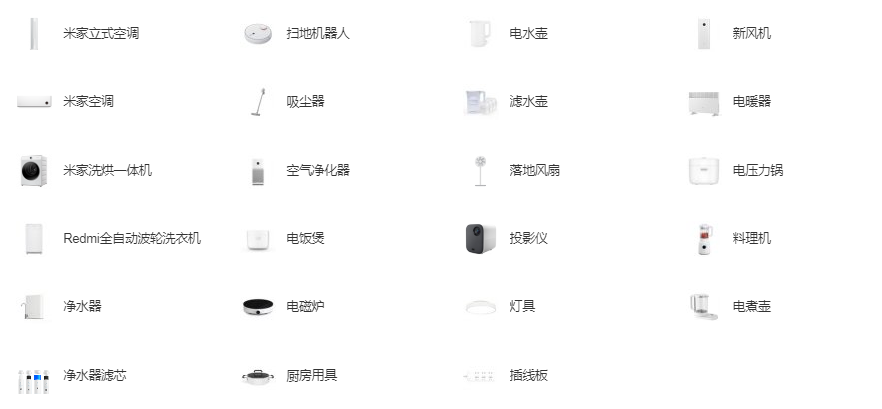 米家立式空调
扫地机器人
电水壶
新风机
米家空调
吸尘器
滤水壶
电暖器
米家洗烘一体机
空气净化器
落地风扇
电压力锅
Redmi全自动波轮洗衣机
电饭煲
投影仪
料理机
净水器
电磁炉
灯具
电煮壶
净水器滤芯
厨房用具
插线板